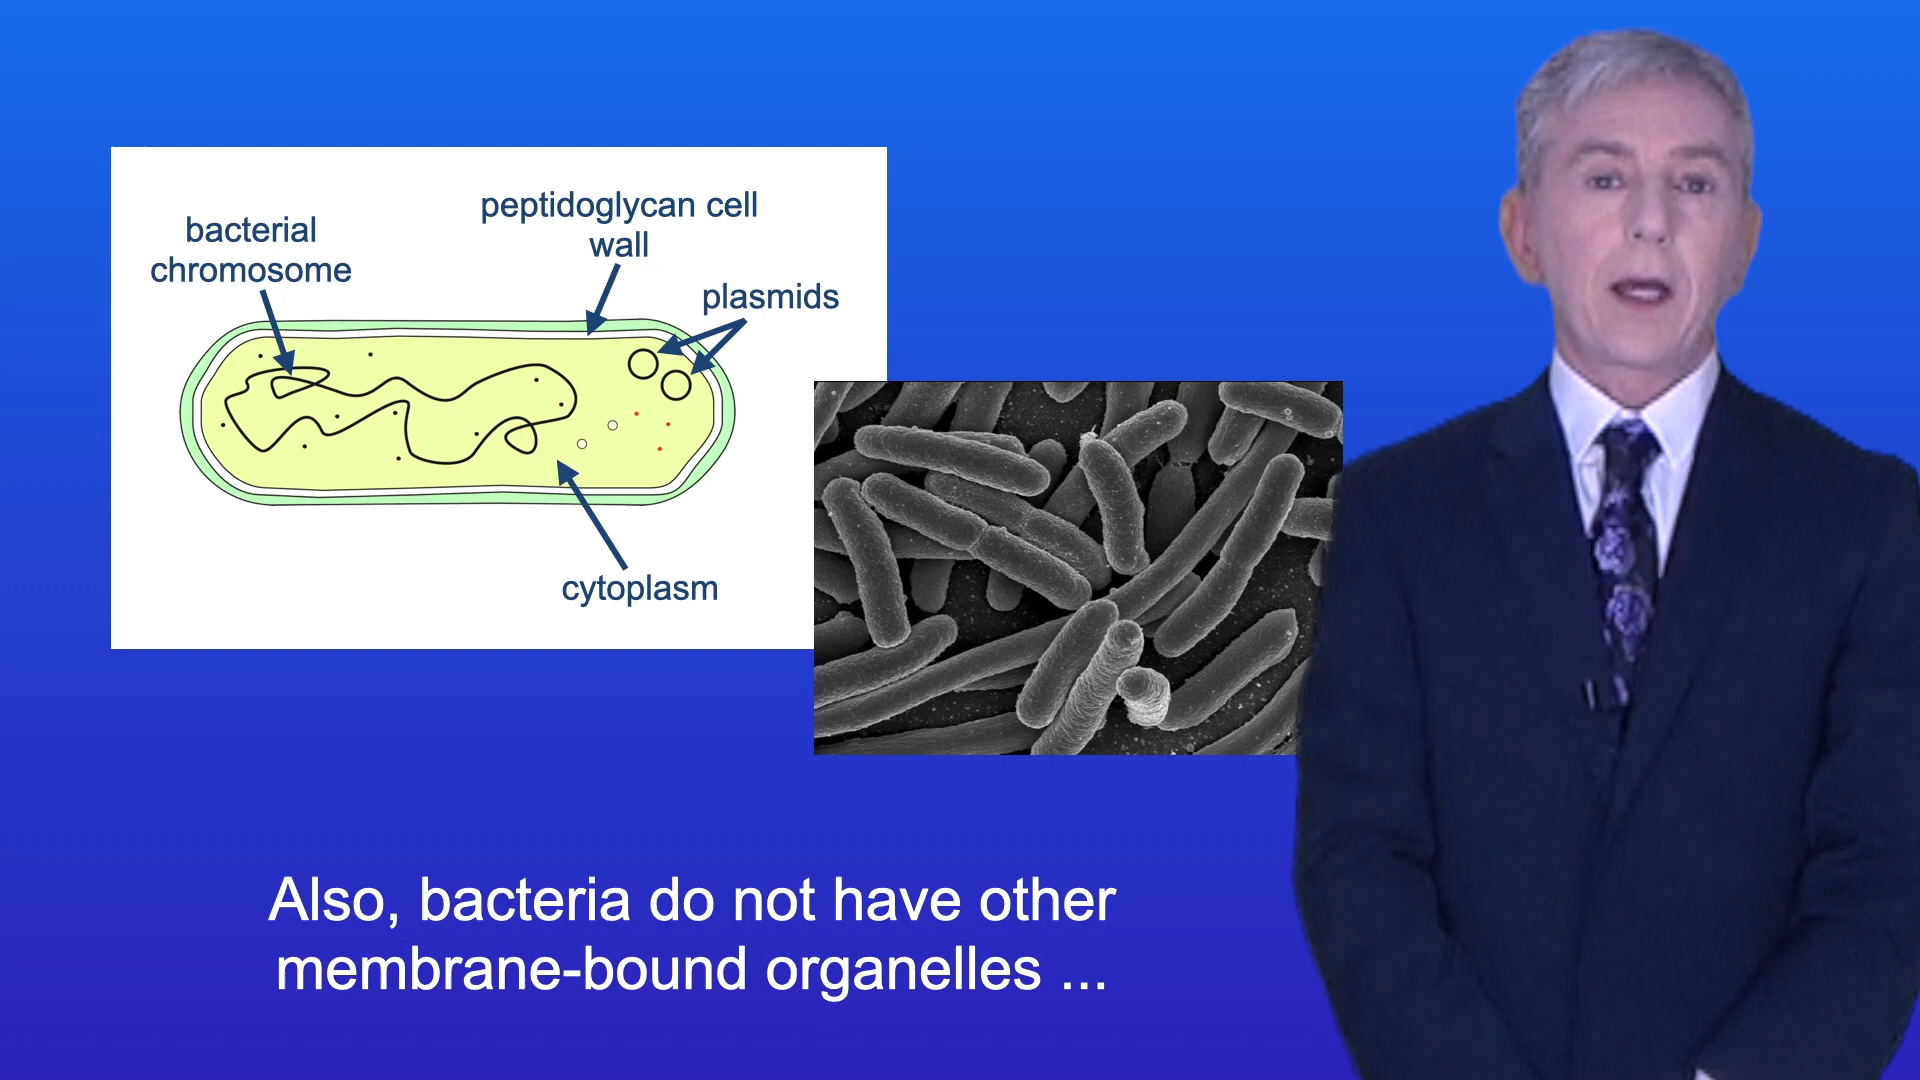 bacterial
chromosome
peptidoglycan cell
wall
plasmids
cytoplasm
Also, bacteria do not have other
membrane-bound organelles ...